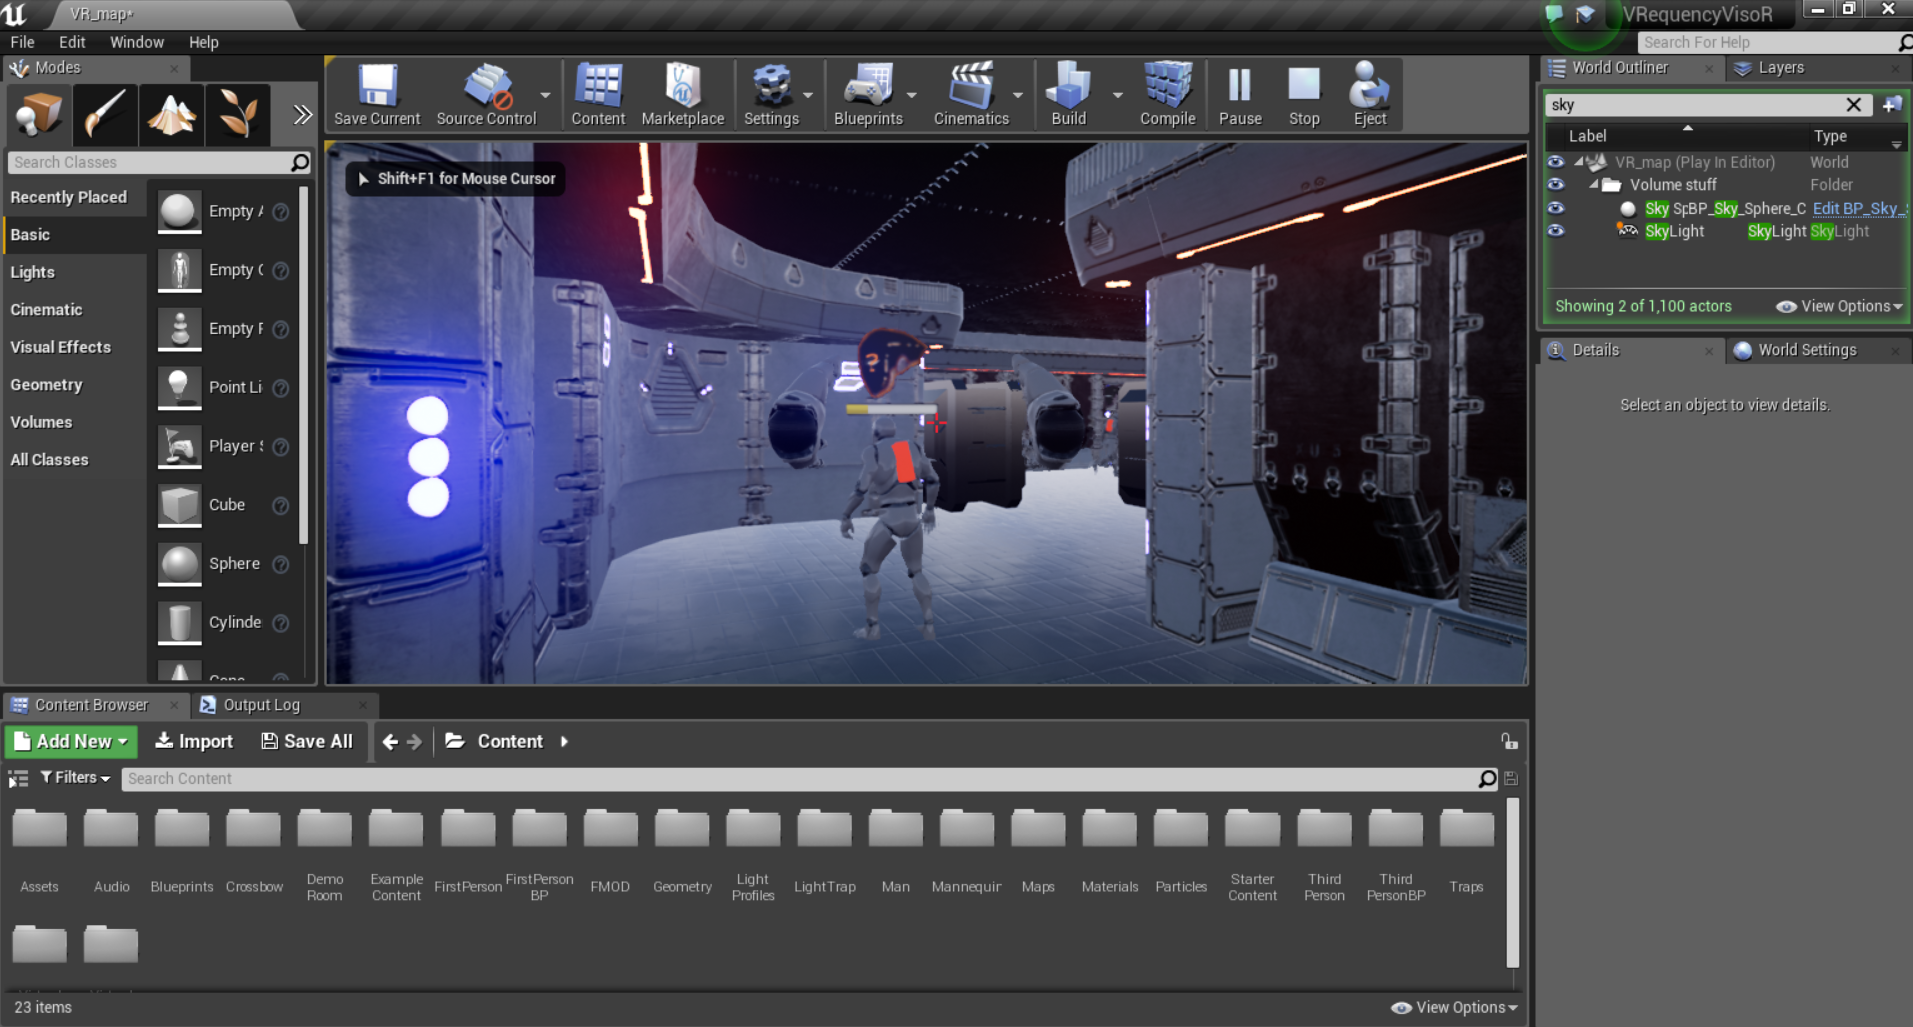 VR_map*
VRequencyVisoR
File Edit Window Help
Search For Help
Modes
World Outliner
Layers
Save Current
Source Control
Content
Marketplace
Settings
Blueprints
Cinematics
Build
Compile
Pause
Stop
Eject
sky
Label
Type
Search Classes
Shift+F1 for Mouse Cursor
VR_map (Play In Editor) World
Volume stuff Folder
Sky SpBP_Sky_Sphere_C Edit BP_Sky_
SkyLight SkyLight SkyLight
Showing 2 of 1,100 actors
View Options
Recently Placed
Basic
Lights
Cinematic
Visual Effects
Geometry
Volumes
All Classes
Empty
Empty
Empty
Point Li
Player
Cube
Sphere
Cylinde
Details
World Settings
Select an object to view details.
Content Browser
Output Log
Add New
Import
Save All
Content
Filters
Search Content
Assets
Audio
Blueprints
Crossbow
Demo Room
Example Content
FirstPerson
FirstPerson BP
FMOD
Geometry
Light Profiles
LightTrap
Man
Mannequin
Maps
Materials
Particles
Starter Content
Third Person
Third PersonBP
Traps
23 items
View Options